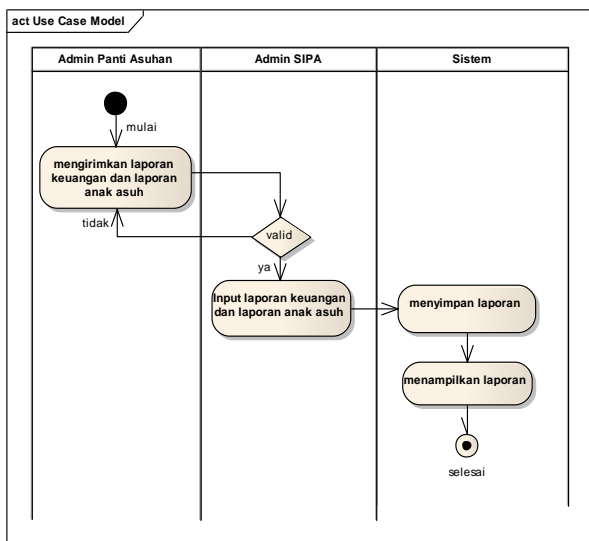 act Use Case Model
Admin Panti Asuhan
Admin SIPA
Sistem
mulai
mengirimkan laporan
keuangan dan laporan
anak asuh
tidak
valid
ya
Input laporan keuangan
dan laporan anak asuh
menyimpan laporan
menampilkan laporan
selesai